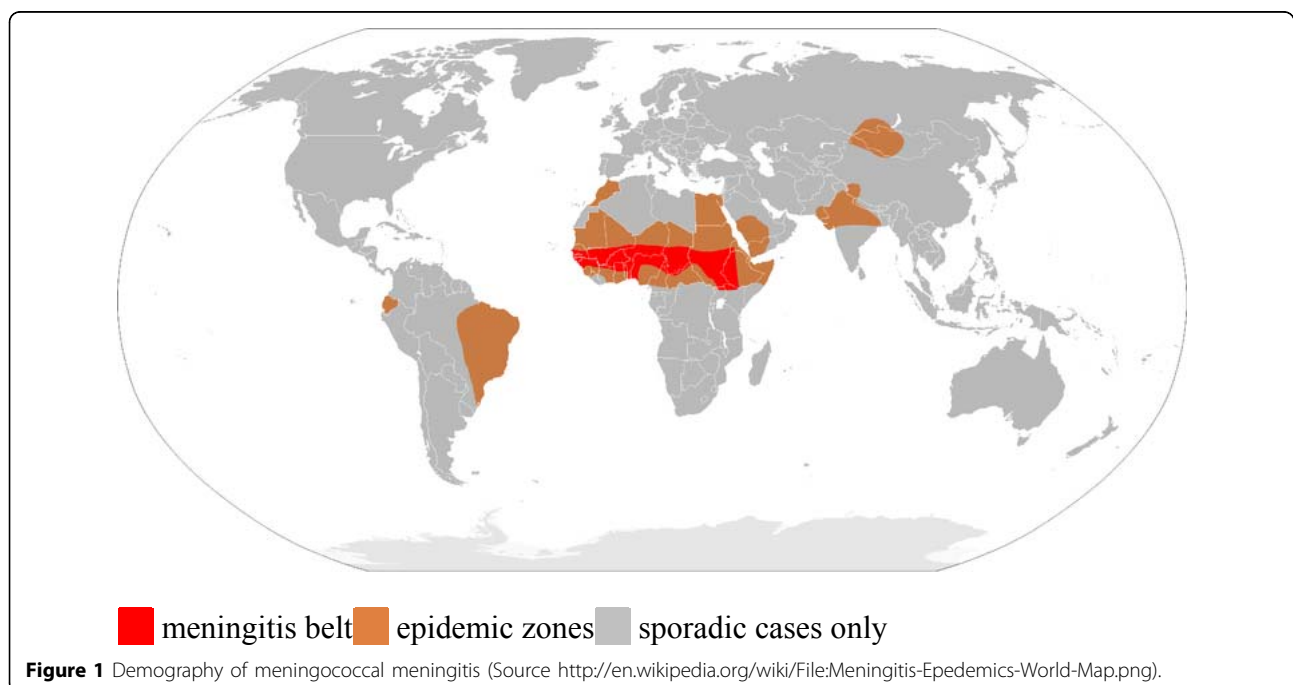 meningitis belt epidemic zones sporadic cases only
Figure 1 Demography of meningococcal meningitis (Source http://en.wikipedia.org/wiki/File:Meningitis-Epedemics-World-Map.png).